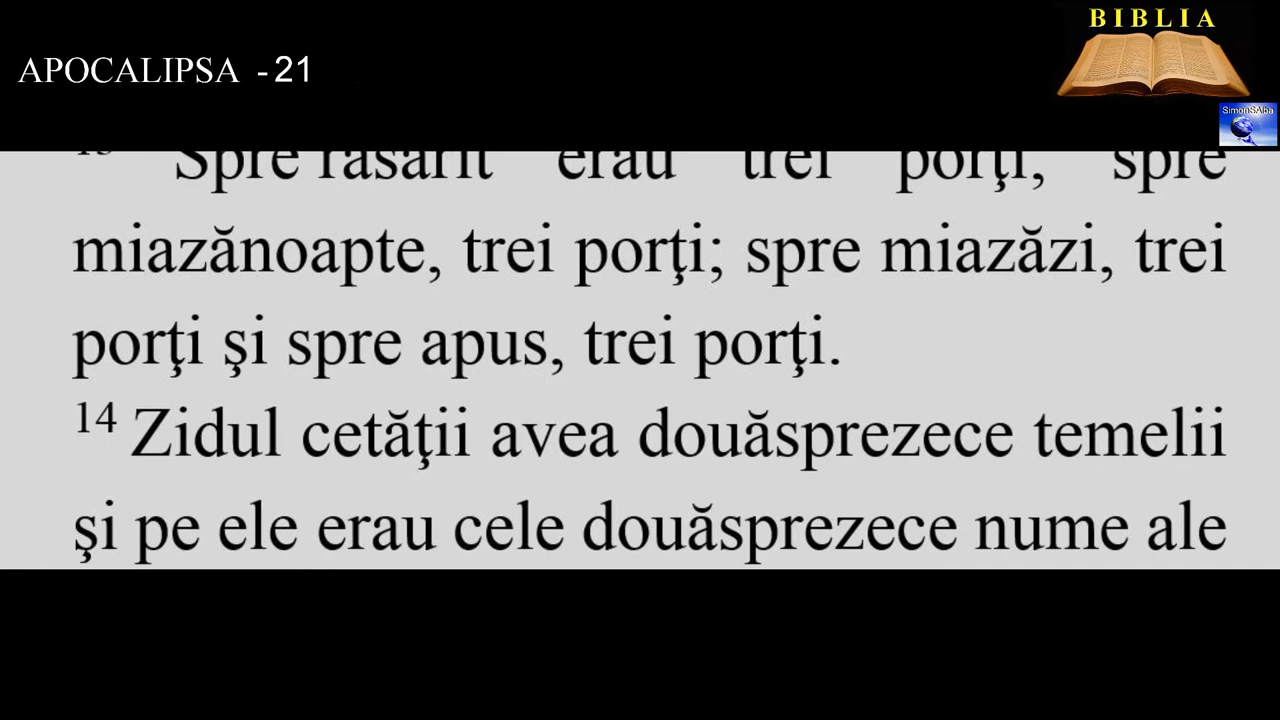 BIBLIA
APOCALIPSA - 21
SimonSAlba
Spre răsărit erau trei porţi, spre
miazănoapte, trei porţi; spre miazăzi, trei
porţi şi spre apus, trei porţi.
14 Zidul cetăţii avea douăsprezece temelii
şi pe ele erau cele douăsprezece nume ale